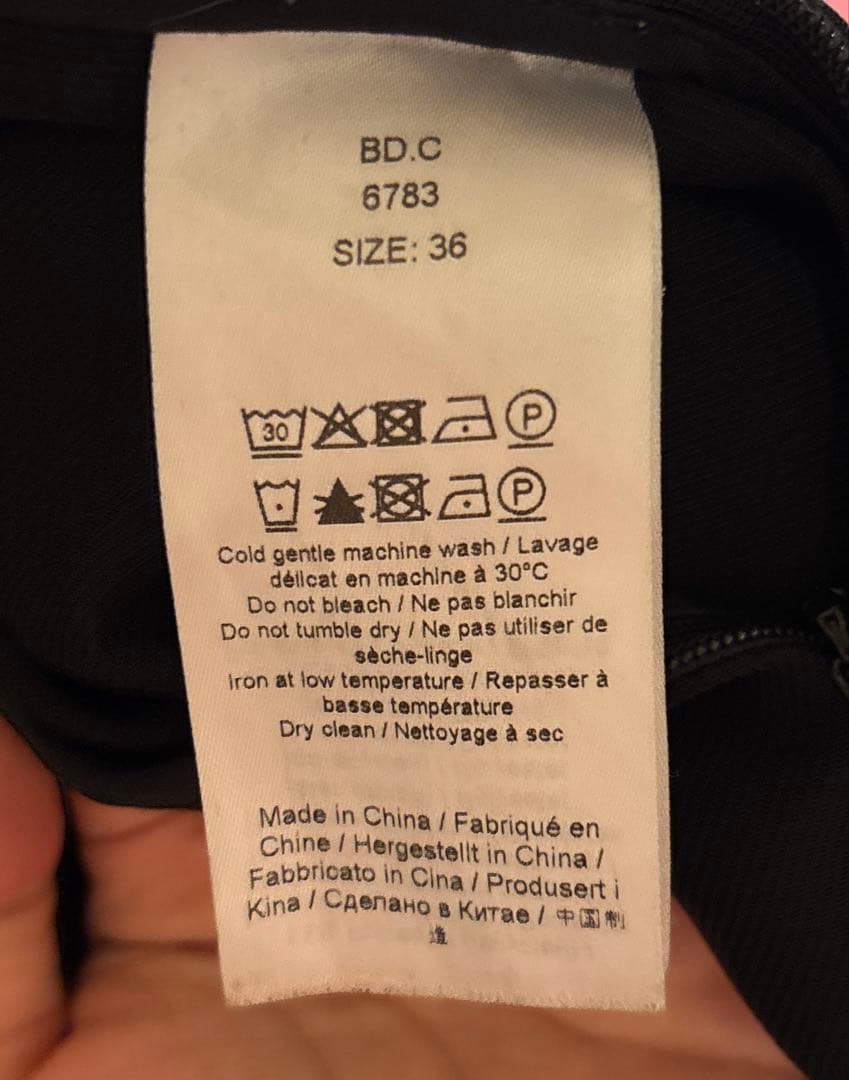 BD.C
6783
SIZE: 36
30 P
P
Cold gentle machine wash / Lavage
délicat en machine à 30°C
Do not bleach / Ne pas blanchir
Do not tumble dry / Ne pas utiliser de
sèche-linge
Iron at low temperature / Repasser à
basse température
Dry clean / Nettoyage à sec
Made in China / Fabriqué en
Chine / Hergestellt in China /
Fabbricato in Cina / Produsert i
Kina / Сделано в Китае / 中国制
造